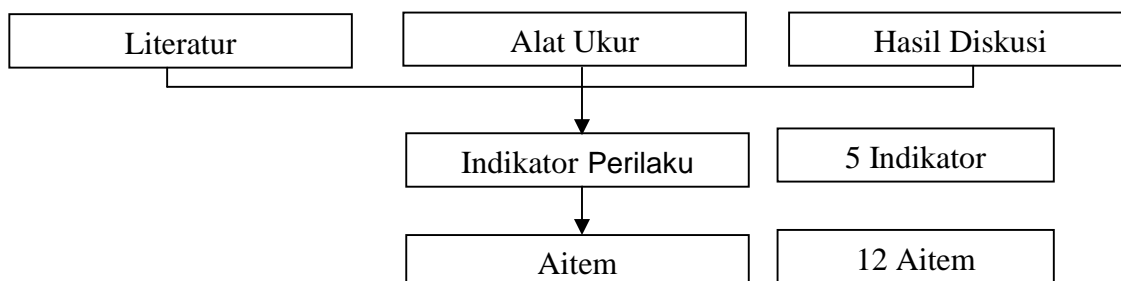 Literatur
Alat Ukur
Hasil Diskusi
Indikator Perilaku
5 Indikator
Aitem
12 Aitem